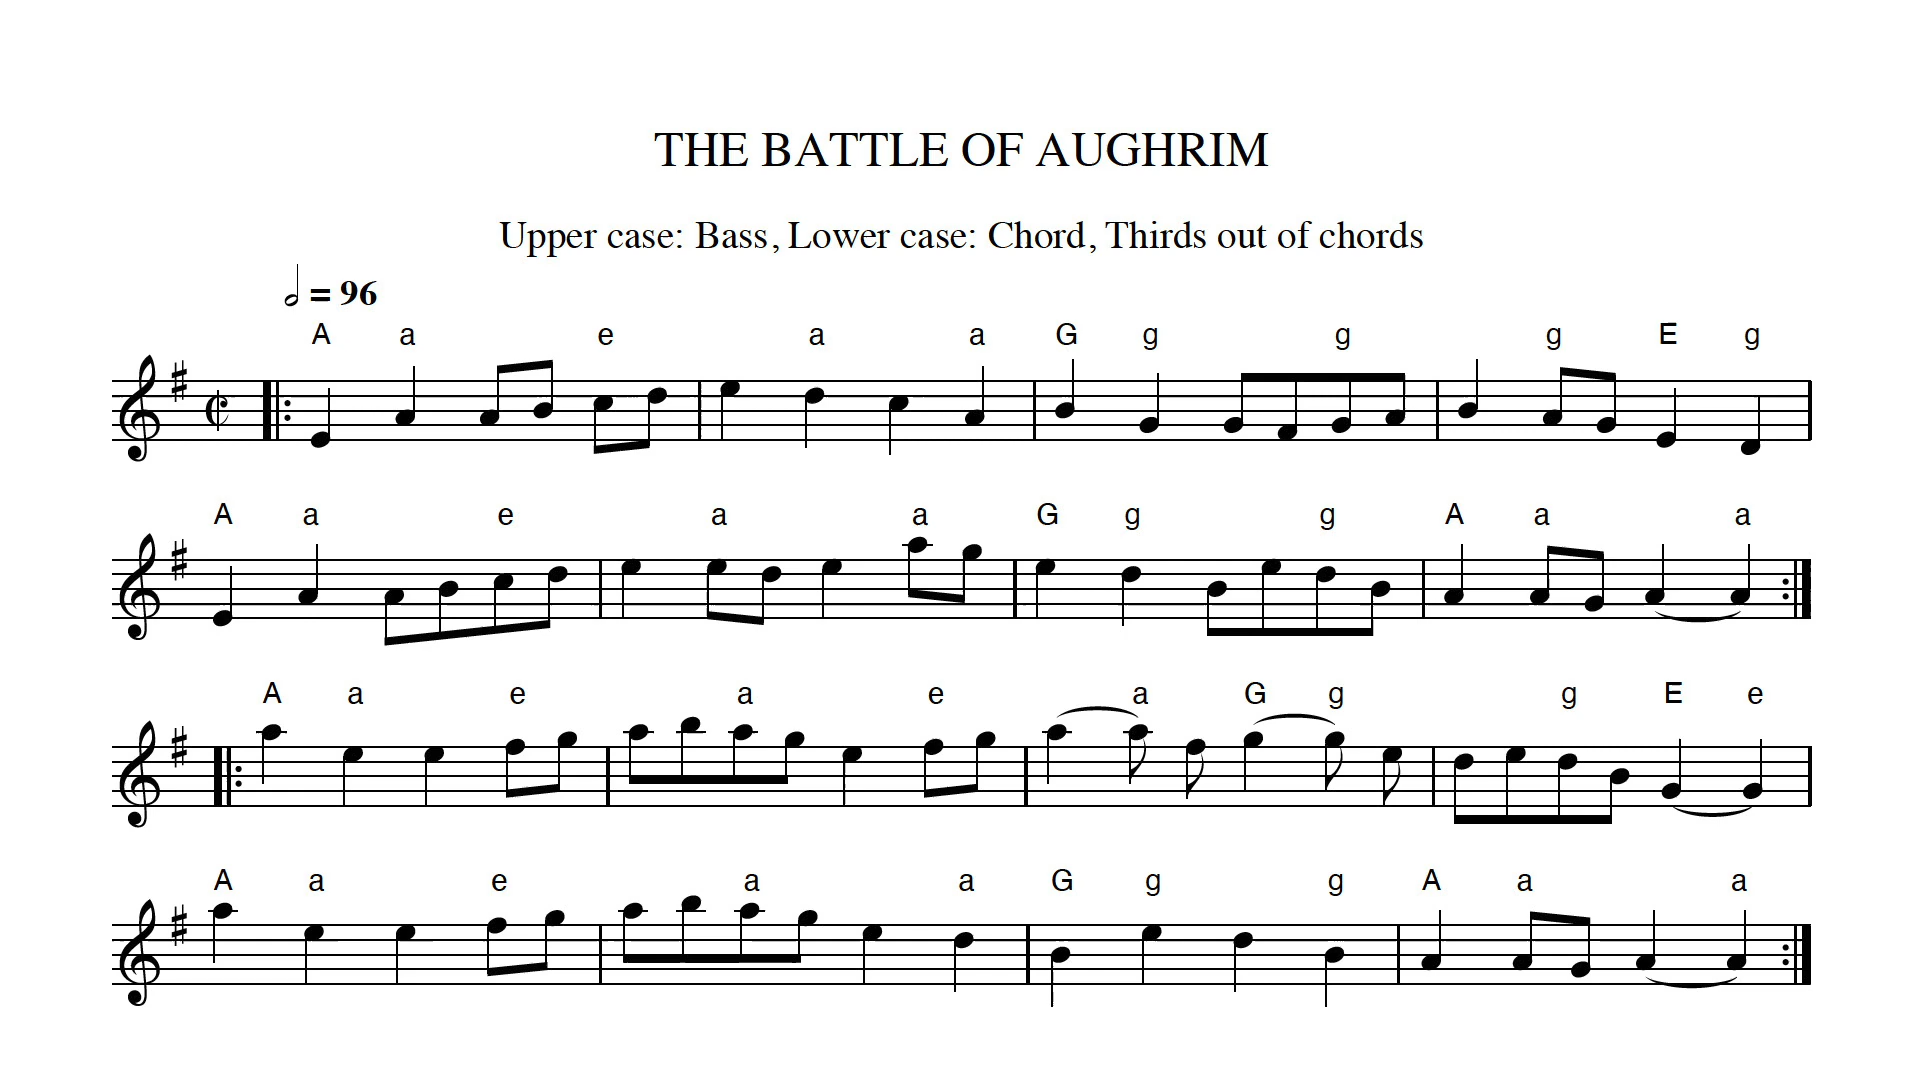 THE BATTLE OF AUGHRIM
Upper case: Bass, Lower case: Chord, Thirds out of chords
= 96
A a e a a G g g g E g
A a e a a G g g A a a
A a e a e a G g g E e
A a e a a G g g A a a